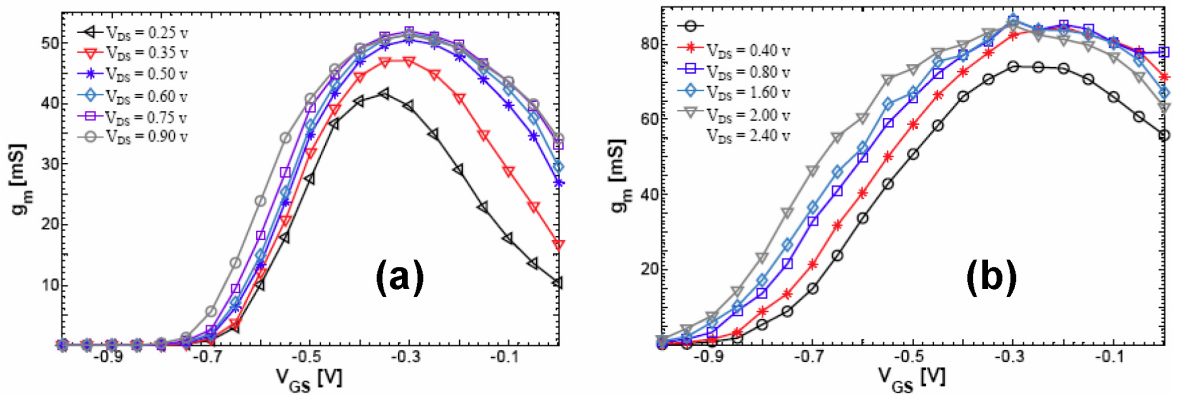 V_DS = 0.25 v
V_DS = 0.35 v
V_DS = 0.50 v
V_DS = 0.60 v
V_DS = 0.75 v
V_DS = 0.90 v
(a)
50
40
30
20
10
g_m [mS]
-0.9
-0.7
-0.5
-0.3
-0.1
V_GS [V]
V_DS = 0.40 v
V_DS = 0.80 v
V_DS = 1.60 v
V_DS = 2.00 v
V_DS = 2.40 v
(b)
80
60
40
20
g_m [mS]
-0.9
-0.7
-0.5
-0.3
-0.1
V_GS [V]